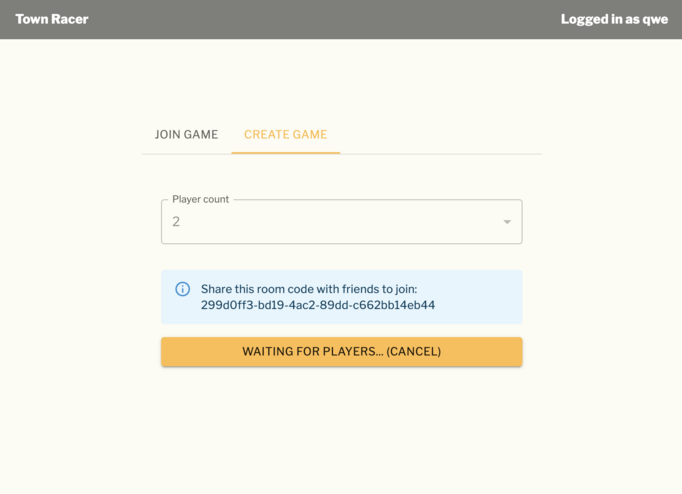 Town Racer
Logged in as qwe
JOIN GAME
CREATE GAME
Player count
2
Share this room code with friends to join:
299d0ff3-bd19-4ac2-89dd-c662bb14eb44
WAITING FOR PLAYERS... (CANCEL)